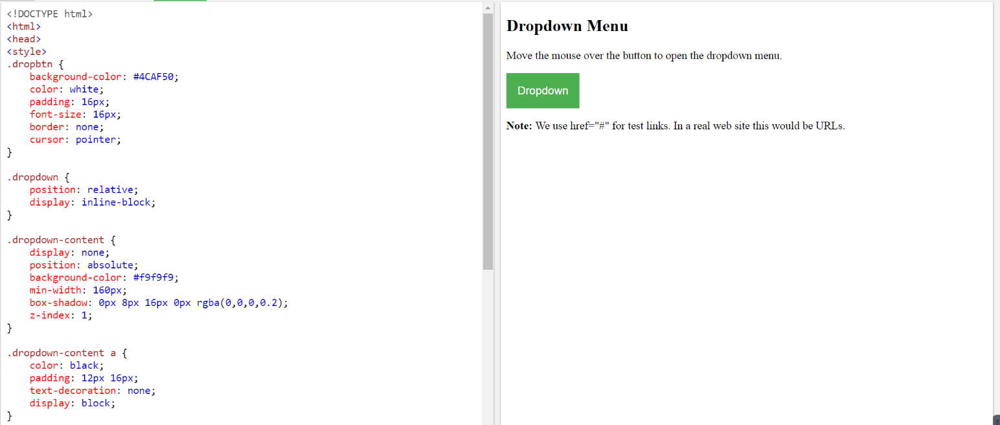 <!DOCTYPE html>
<html>
<head>
<style>
.dropbtn {
    background-color: #4CAF50;
    color: white;
    padding: 16px;
    font-size: 16px;
    border: none;
    cursor: pointer;
}

.dropdown {
    position: relative;
    display: inline-block;
}

.dropdown-content {
    display: none;
    position: absolute;
    background-color: #f9f9f9;
    min-width: 160px;
    box-shadow: 0px 8px 16px 0px rgba(0,0,0,0.2);
    z-index: 1;
}

.dropdown-content a {
    color: black;
    padding: 12px 16px;
    text-decoration: none;
    display: block;
}
Dropdown Menu
Move the mouse over the button to open the dropdown menu.
Dropdown
Note: We use href="#" for test links. In a real web site this would be URLs.